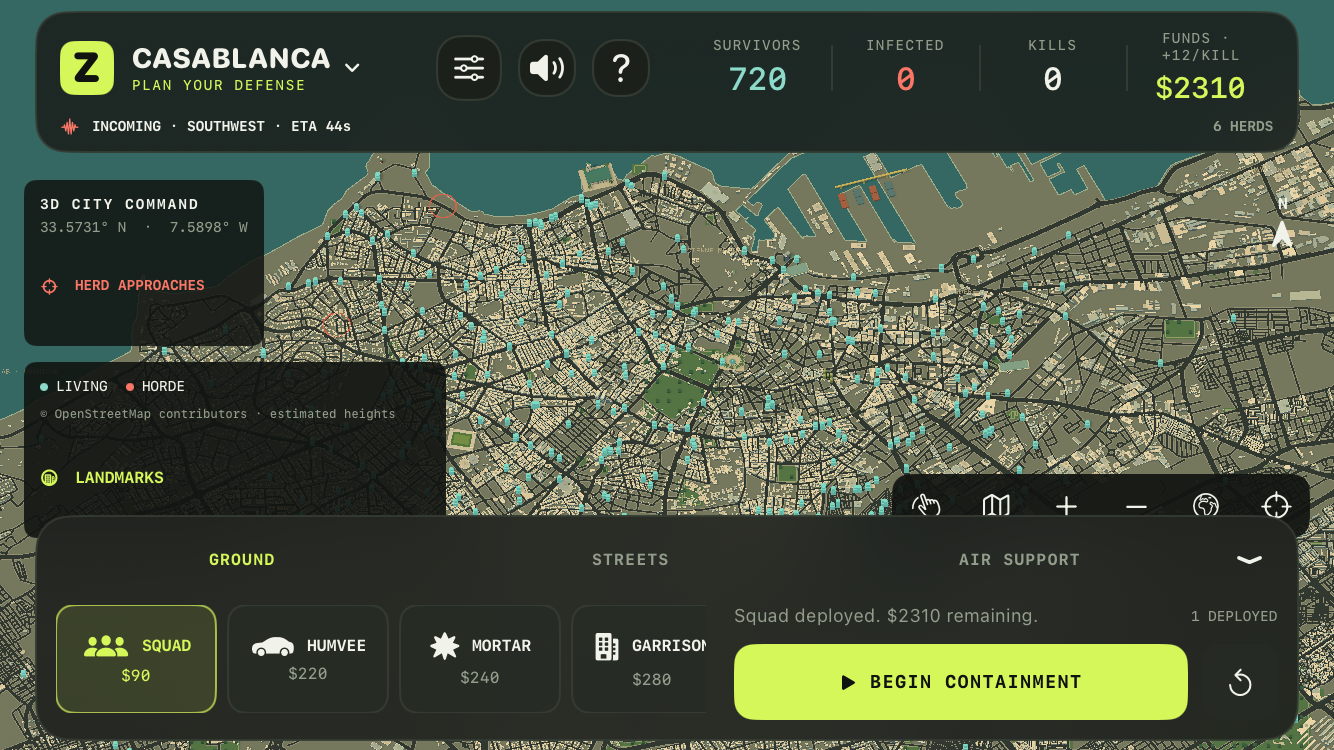 Z
CASABLANCA
PLAN YOUR DEFENSE
?
SURVIVORS
720
INFECTED
0
KILLS
0
FUNDS ·
+12/KILL
$2310
INCOMING · SOUTHWEST · ETA 44s
6 HERDS
3D CITY COMMAND
33.5731° N · 7.5898° W
HERD APPROACHES
N
LIVING
HORDE
© OpenStreetMap contributors · estimated heights
LANDMARKS
GROUND
STREETS
AIR SUPPORT
SQUAD
$90
HUMVEE
$220
MORTAR
$240
GARRISON
$280
Squad deployed. $2310 remaining.
1 DEPLOYED
BEGIN CONTAINMENT